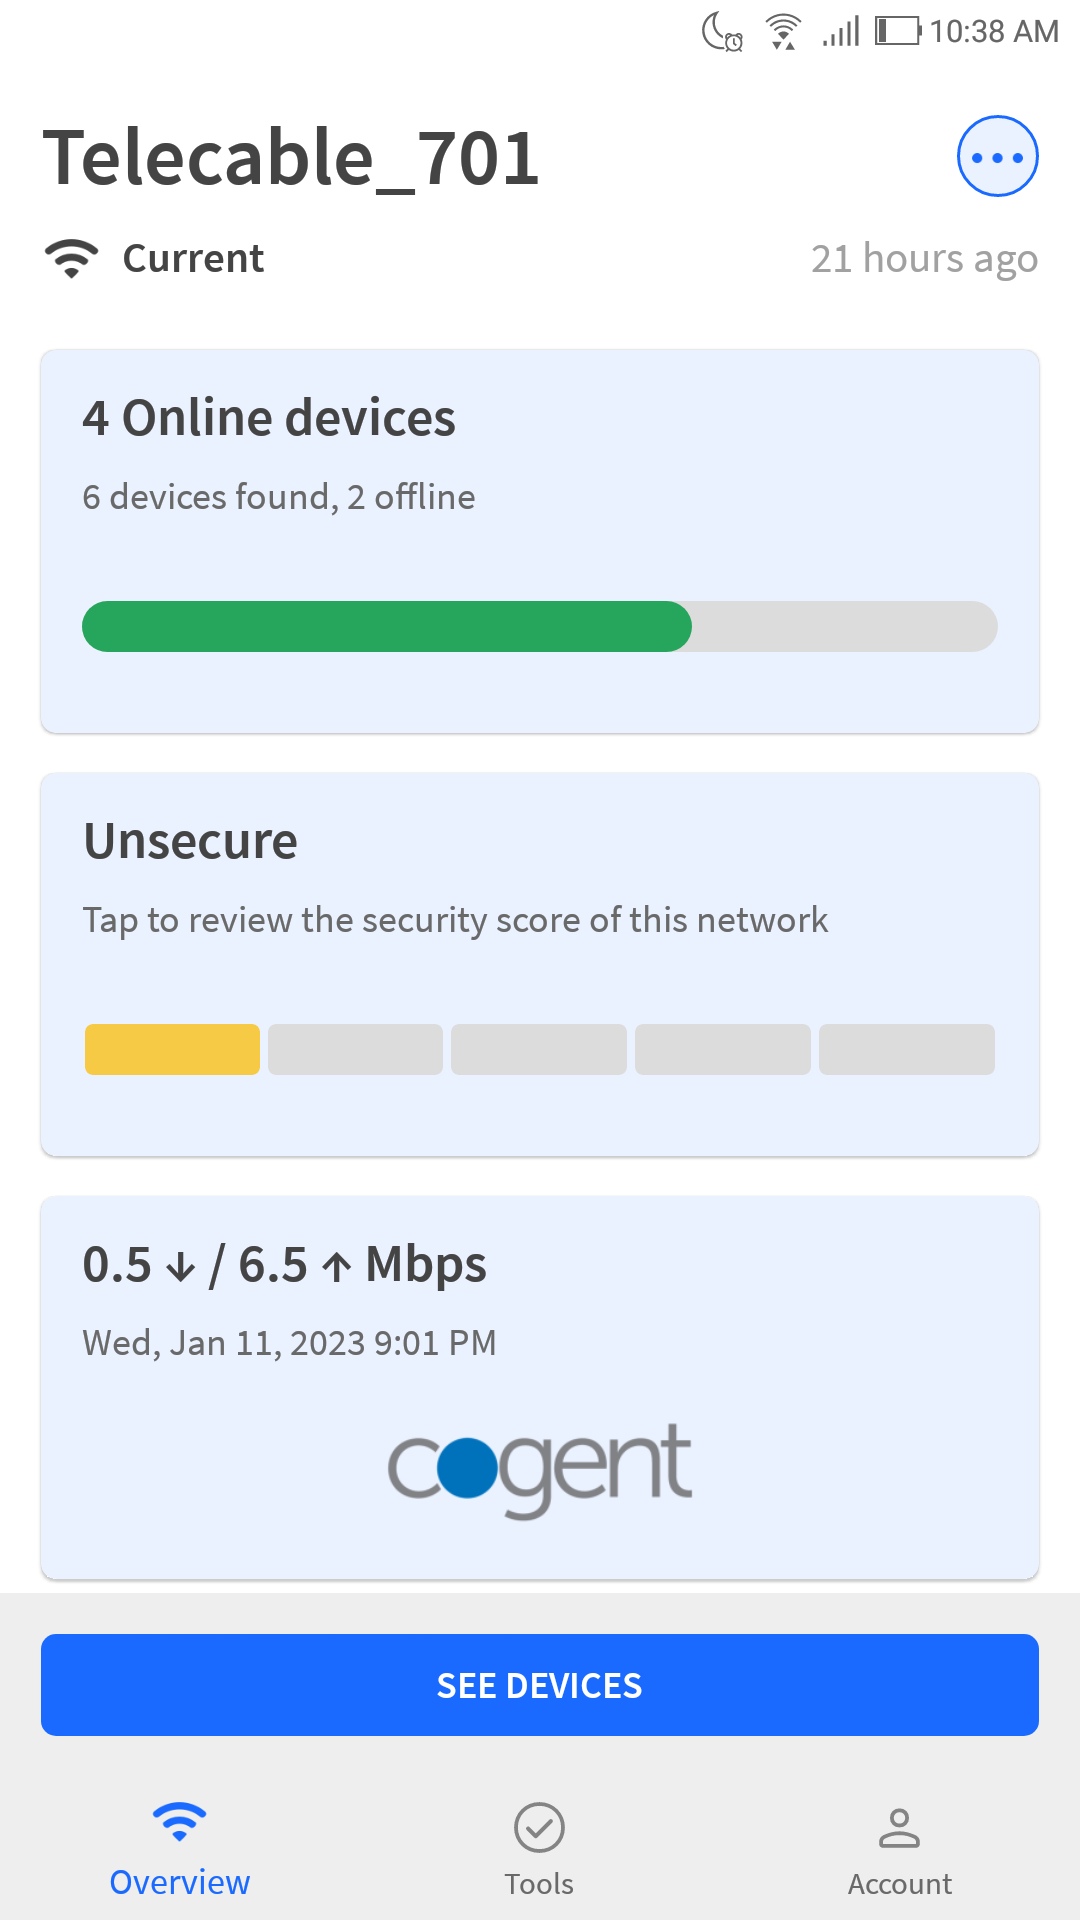 10:38 AM
Telecable_701
Current
21 hours ago
4 Online devices
6 devices found, 2 offline
Unsecure
Tap to review the security score of this network
0.5 ↓ / 6.5 ↑ Mbps
Wed, Jan 11, 2023 9:01 PM
cogent
SEE DEVICES
Overview
Tools
Account